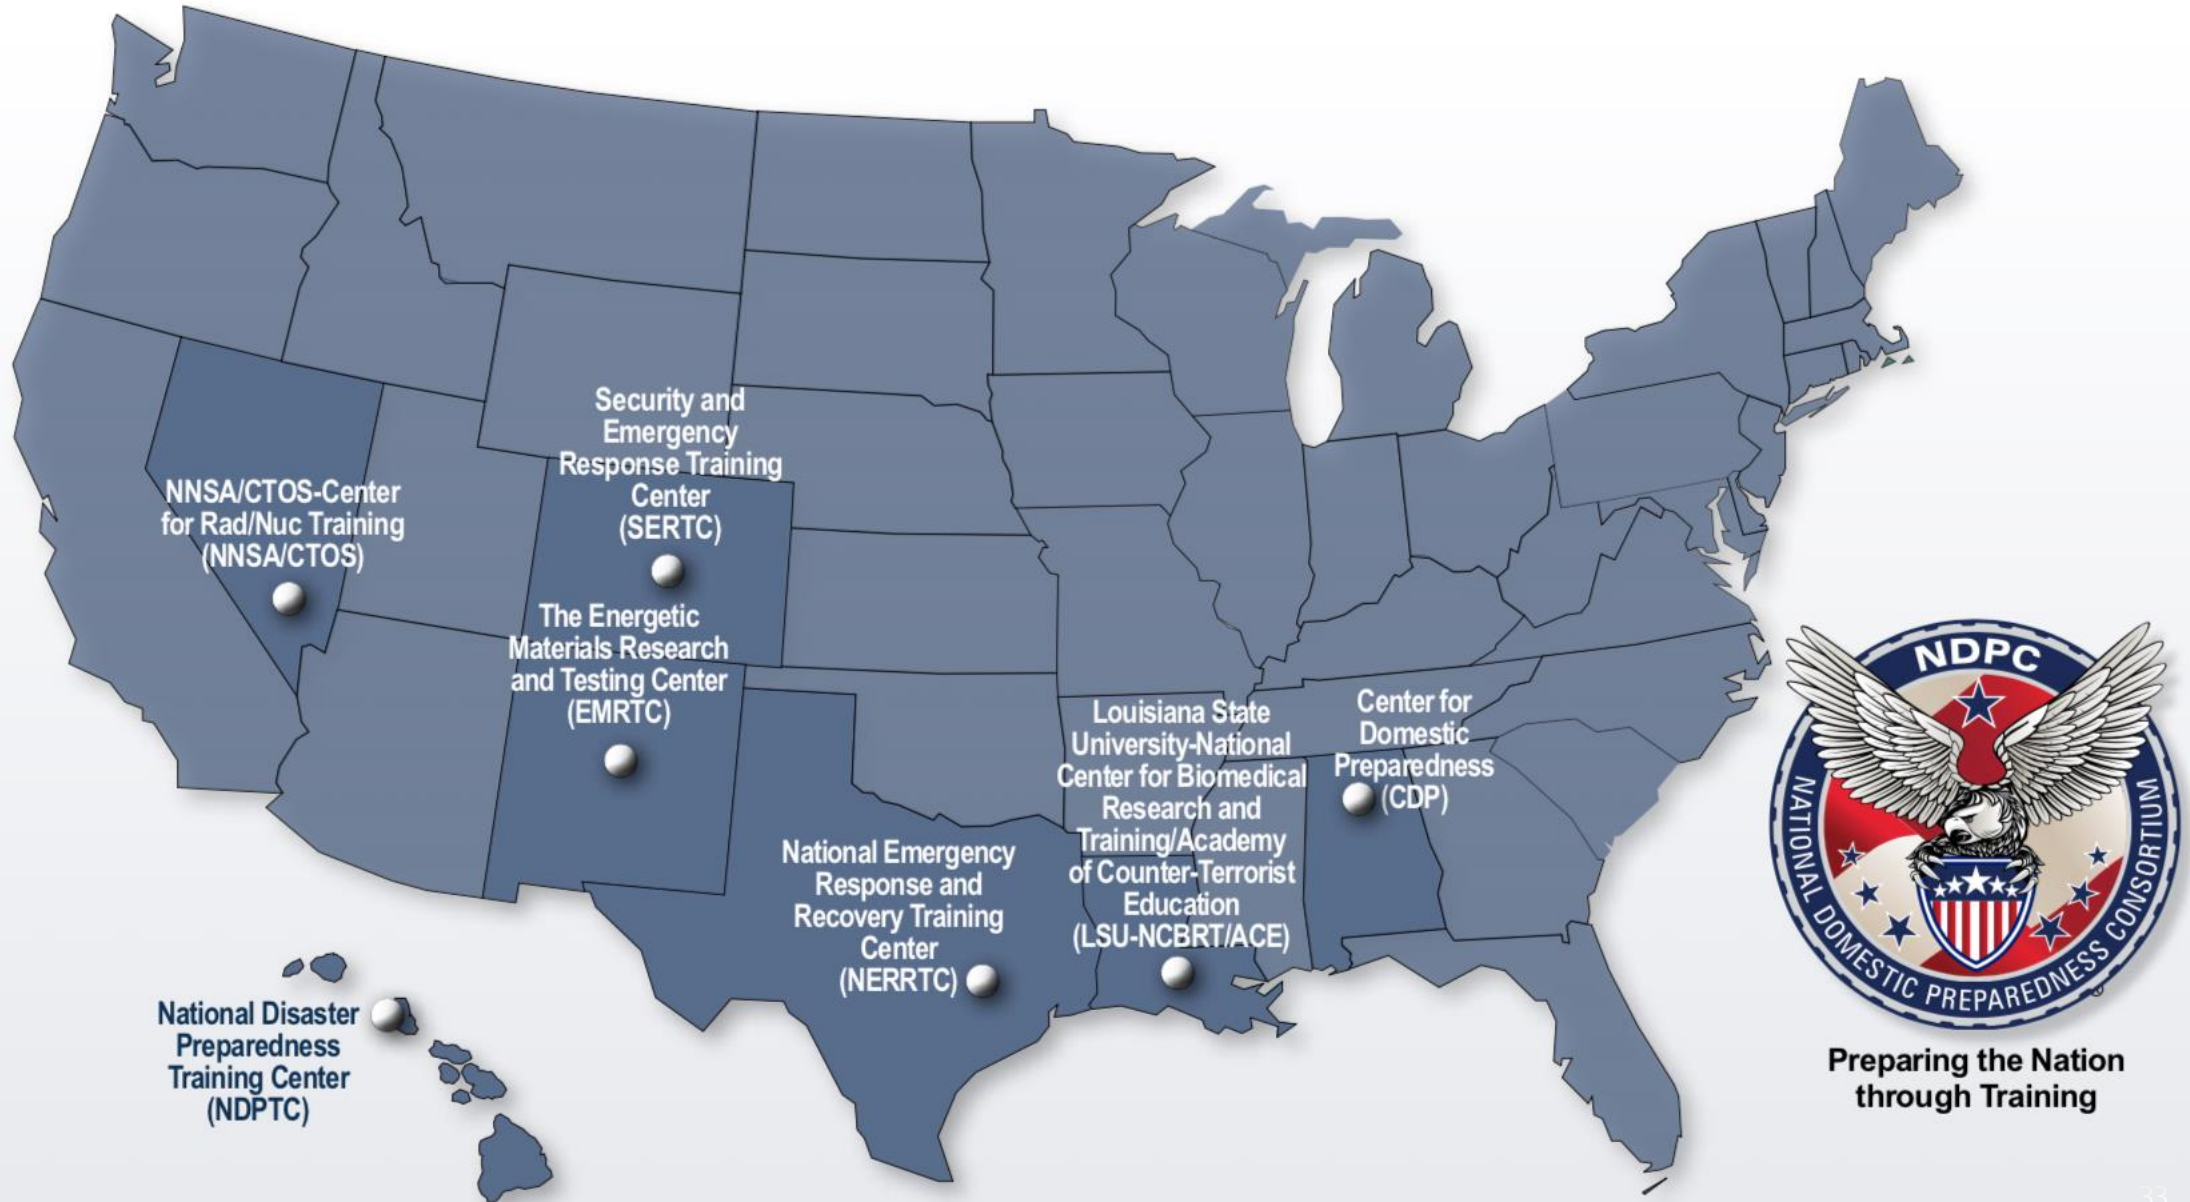 Security and
Emergency
Response Training
Center
(SERTC)
NNSA/CTOS-Center
for Rad/Nuc Training
(NNSA/CTOS)
The Energetic
Materials Research
and Testing Center
(EMRTC)
Louisiana State
University-National
Center for Biomedical
Research and
Training/Academy
of Counter-Terrorist
Education
(LSU-NCBRT/ACE)
Center for
Domestic
Preparedness
(CDP)
National Emergency
Response and
Recovery Training
Center
(NERRTC)
National Disaster
Preparedness
Training Center
(NDPTC)
NDPC
NATIONAL DOMESTIC PREPAREDNESS CONSORTIUM
®
Preparing the Nation
through Training
33